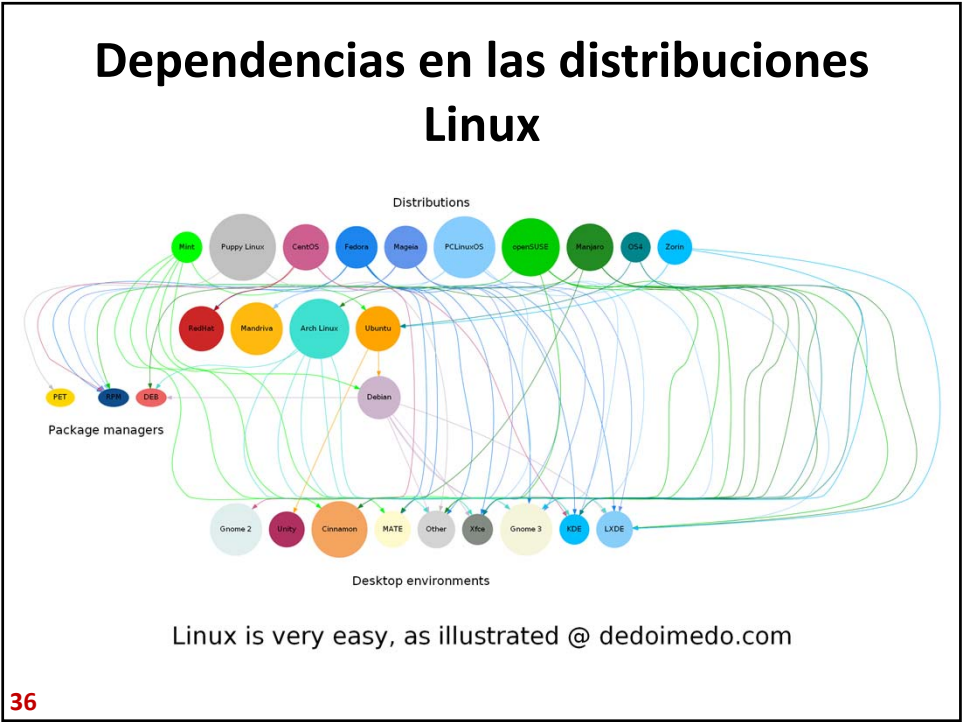 Dependencias en las distribuciones
Linux
Distributions
Mint
Puppy Linux
CentOS
Fedora
Mageia
PCLinuxOS
openSUSE
Manjaro
OS4
Zorin
RedHat
Mandriva
Arch Linux
Ubuntu
PET
RPM
DEB
Debian
Package managers
Gnome 2
Unity
Cinnamon
MATE
Other
Xfce
Gnome 3
KDE
LXDE
Desktop environments
Linux is very easy, as illustrated @ dedoimedo.com
36